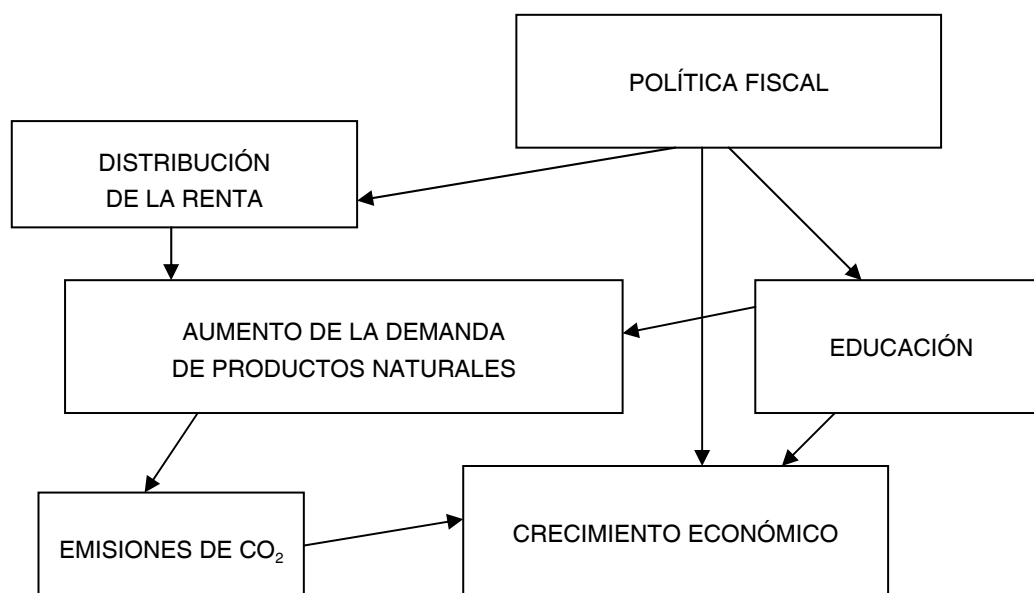 POLÍTICA FISCAL
DISTRIBUCIÓN
DE LA RENTA
AUMENTO DE LA DEMANDA
DE PRODUCTOS NATURALES
EDUCACIÓN
EMISIONES DE CO₂
CRECIMIENTO ECONÓMICO